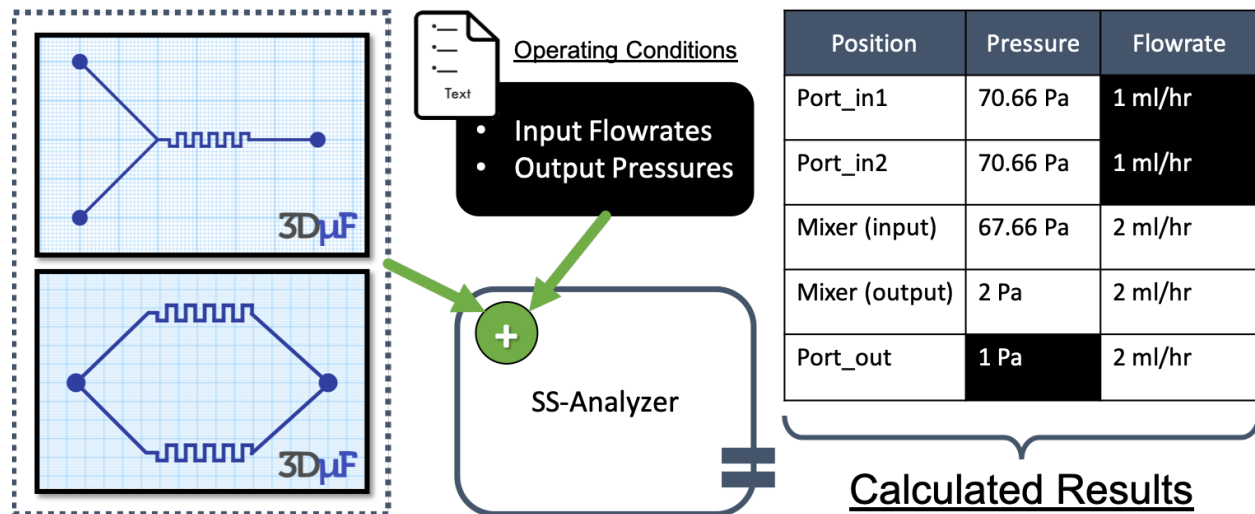 3DμF
3DμF
Text
Operating Conditions
• Input Flowrates
• Output Pressures
+
SS-Analyzer
=
Position Pressure Flowrate
Port_in1 70.66 Pa 1 ml/hr
Port_in2 70.66 Pa 1 ml/hr
Mixer (input) 67.66 Pa 2 ml/hr
Mixer (output) 2 Pa 2 ml/hr
Port_out 1 Pa 2 ml/hr
Calculated Results